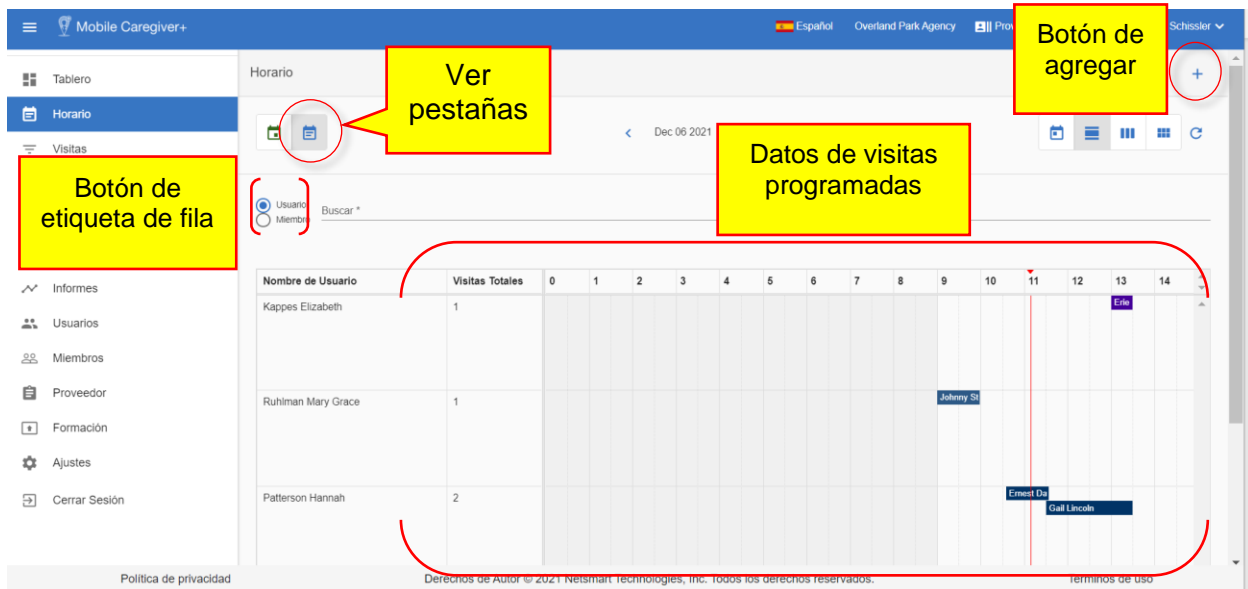 Mobile Caregiver+
Español
Overland Park Agency
Prov
Schissler
Botón de
agregar
Ver
pestañas
Horario
Tablero
Horario
Visitas
Dec 06 2021
Datos de visitas
programadas
Botón de
etiqueta de fila
Usuario
Miembro
Buscar *
Informes
Usuarios
Miembros
Proveedor
Formación
Ajustes
Cerrar Sesión
Nombre de Usuario Visitas Totales 0 1 2 3 4 5 6 7 8 9 10 11 12 13 14
Kappes Elizabeth 1 Erie
Ruhlman Mary Grace 1 Johnny St
Patterson Hannah 2 Ernest Da
Gail Lincoln
Política de privacidad Derechos de Autor © 2021 Netsmart Technologies, Inc. Todos los derechos reservados. Términos de uso